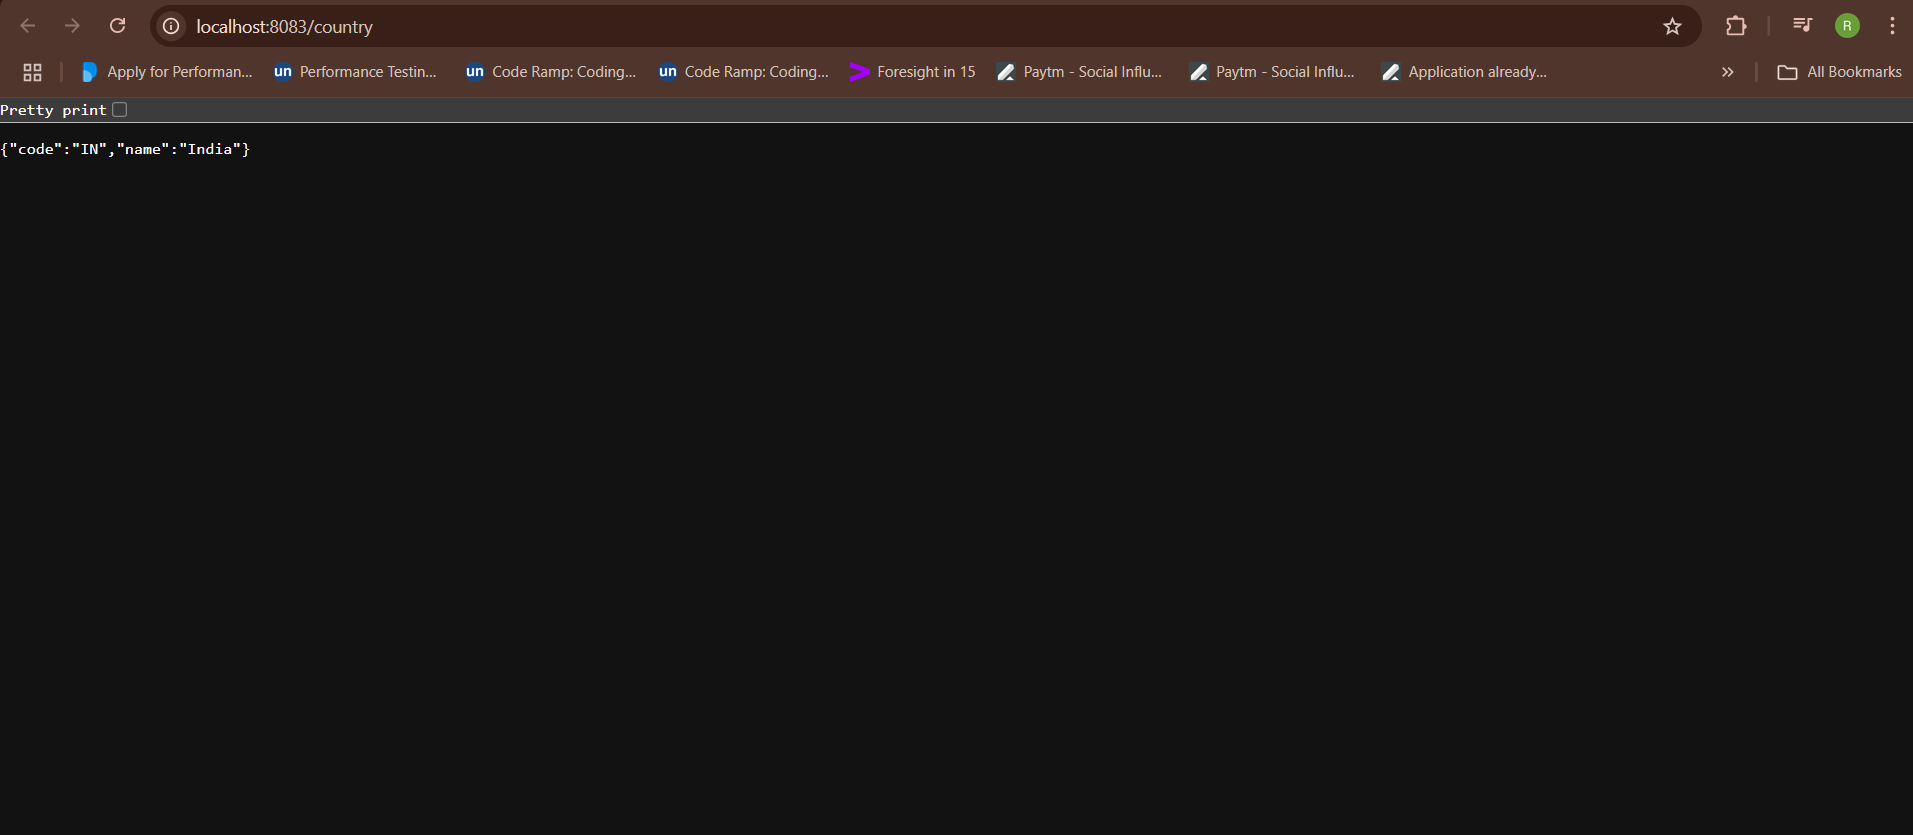 localhost:8083/country
R
Apply for Performan... un Performance Testin... un Code Ramp: Coding... un Code Ramp: Coding... Foresight in 15 Paytm - Social Influ... Paytm - Social Influ... Application already... » All Bookmarks
Pretty print
{"code":"IN","name":"India"}